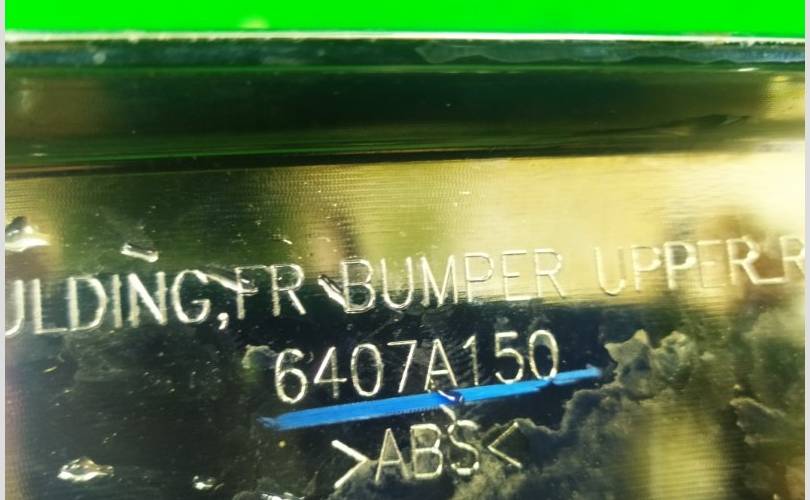 ULDING,FR BUMPER UPPER R
6407A150
>ABS<